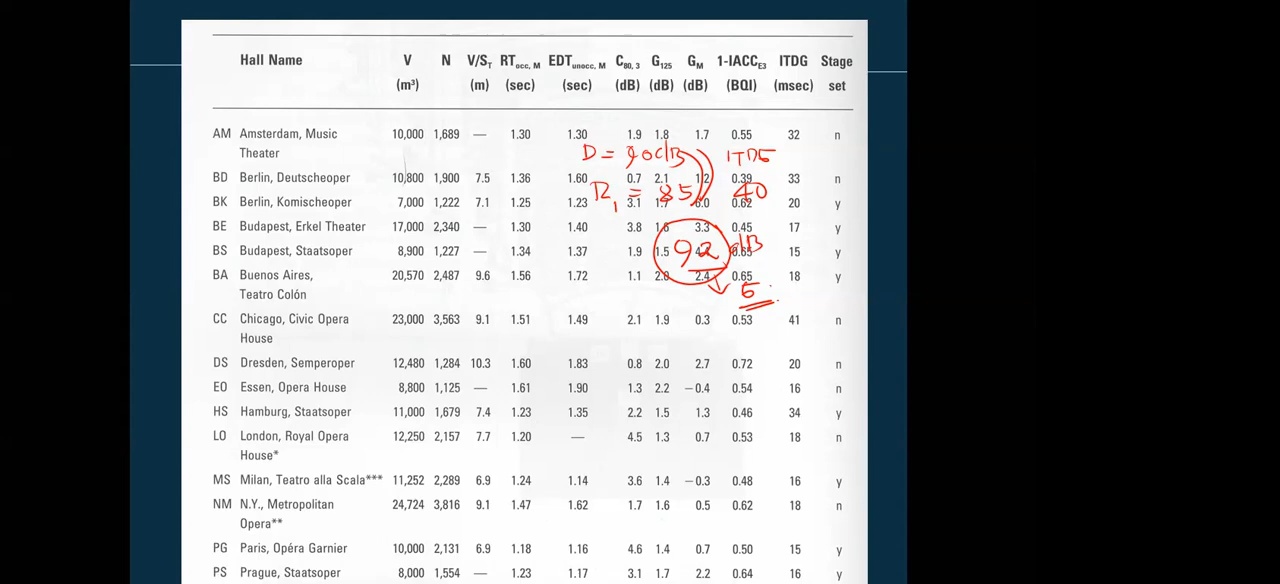 Hall Name V N V/S_T RT_occ, M EDT_unocc, M C_80, 3 G_125 G_M 1-IACC_E3 ITDG Stage
(m³) (m) (sec) (sec) (dB) (dB) (dB) (BQI) (msec) set
AM Amsterdam, Music 10,000 1,689 — 1.30 1.30 1.9 1.8 1.7 0.55 32 n
Theater
D = 90dB ITDG
BD Berlin, Deutscheoper 10,800 1,900 7.5 1.36 1.60 0.7 2.1 1.2 0.39 33 n
R₁ = 85 40
BK Berlin, Komischeoper 7,000 1,222 7.1 1.25 1.23 3.1 1.7 6.0 0.62 20 y
BE Budapest, Erkel Theater 17,000 2,340 — 1.30 1.40 3.8 1.6 3.3 0.45 17 y
92 dB
BS Budapest, Staatsoper 8,900 1,227 — 1.34 1.37 1.9 1.5 0.65 15 y
BA Buenos Aires, 20,570 2,487 9.6 1.56 1.72 1.1 2.0 2.4 0.65 18 y
Teatro Colón
CC Chicago, Civic Opera 23,000 3,563 9.1 1.51 1.49 2.1 1.9 0.3 0.53 41 n
House
DS Dresden, Semperoper 12,480 1,284 10.3 1.60 1.83 0.8 2.0 2.7 0.72 20 n
EO Essen, Opera House 8,800 1,125 — 1.61 1.90 1.3 2.2 −0.4 0.54 16 n
HS Hamburg, Staatsoper 11,000 1,679 7.4 1.23 1.35 2.2 1.5 1.3 0.46 34 y
LO London, Royal Opera 12,250 2,157 7.7 1.20 — 4.5 1.3 0.7 0.53 18 n
House*
MS Milan, Teatro alla Scala*** 11,252 2,289 6.9 1.24 1.14 3.6 1.4 −0.3 0.48 16 y
NM N.Y., Metropolitan 24,724 3,816 9.1 1.47 1.62 1.7 1.6 0.5 0.62 18 n
Opera**
PG Paris, Opéra Garnier 10,000 2,131 6.9 1.18 1.16 4.6 1.4 0.7 0.50 15 y
PS Prague, Staatsoper 8,000 1,554 — 1.23 1.17 3.1 1.7 2.2 0.64 16 y